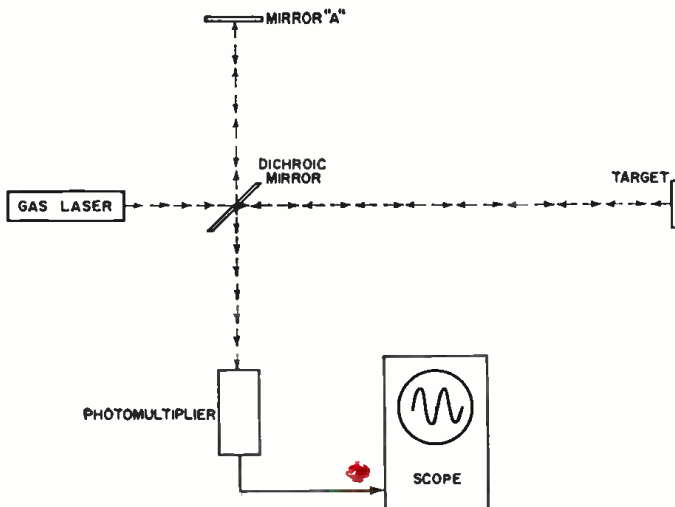 MIRROR "A"
DICHROIC
MIRROR
TARGET
GAS LASER
PHOTOMULTIPLIER
SCOPE